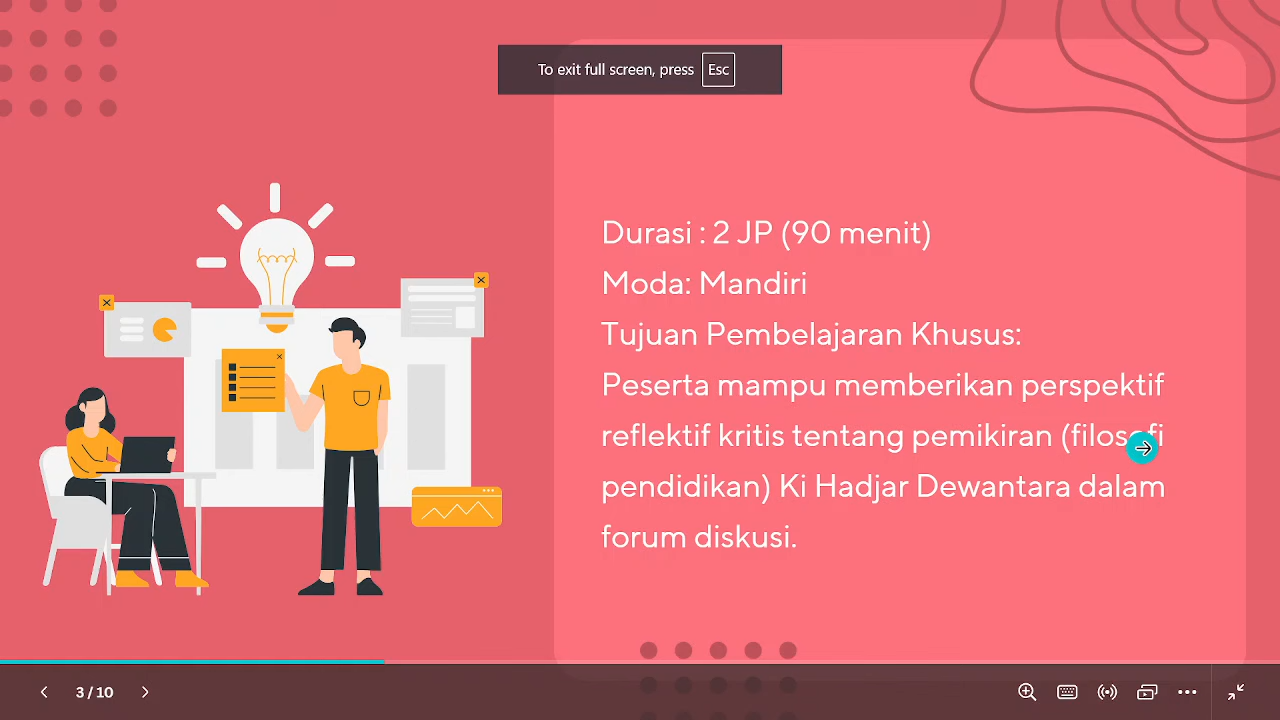 To exit full screen, press Esc
Durasi : 2 JP (90 menit)
Moda: Mandiri
Tujuan Pembelajaran Khusus:
Peserta mampu memberikan perspektif
reflektif kritis tentang pemikiran (filosofi
pendidikan) Ki Hadjar Dewantara dalam
forum diskusi.
3 / 10